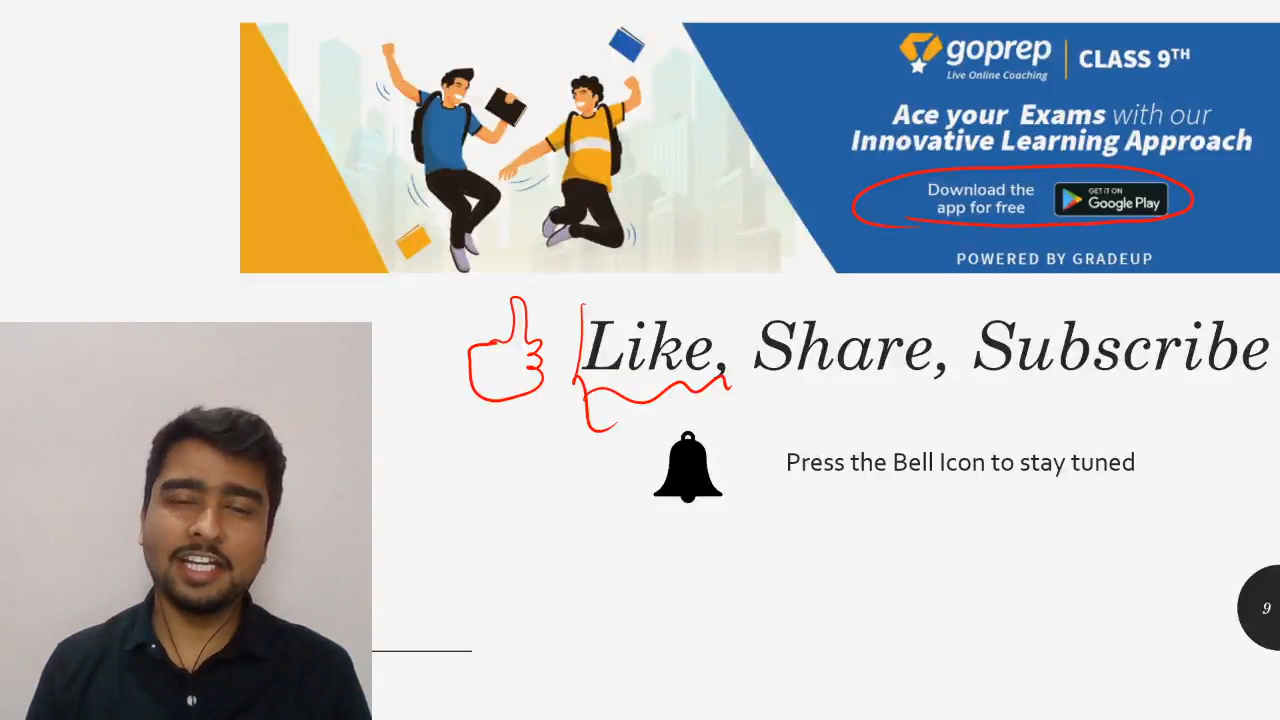 goprep
Live Online Coaching
CLASS 9TH
Ace your Exams with our
Innovative Learning Approach
Download the
app for free
GET IT ON
Google Play
POWERED BY GRADEUP
Like, Share, Subscribe
Press the Bell Icon to stay tuned
9